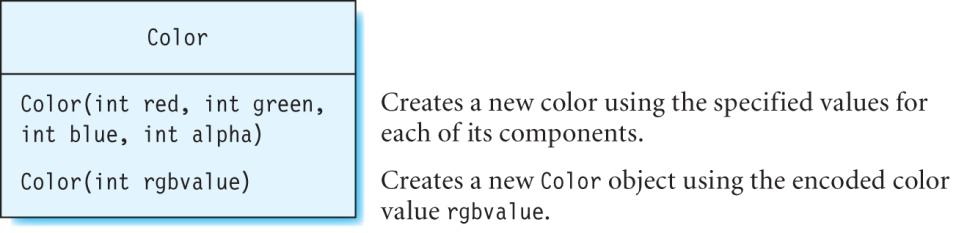 Color
Color(int red, int green,
int blue, int alpha)
Creates a new color using the specified values for
each of its components.
Color(int rgbvalue)
Creates a new Color object using the encoded color
value rgbvalue.